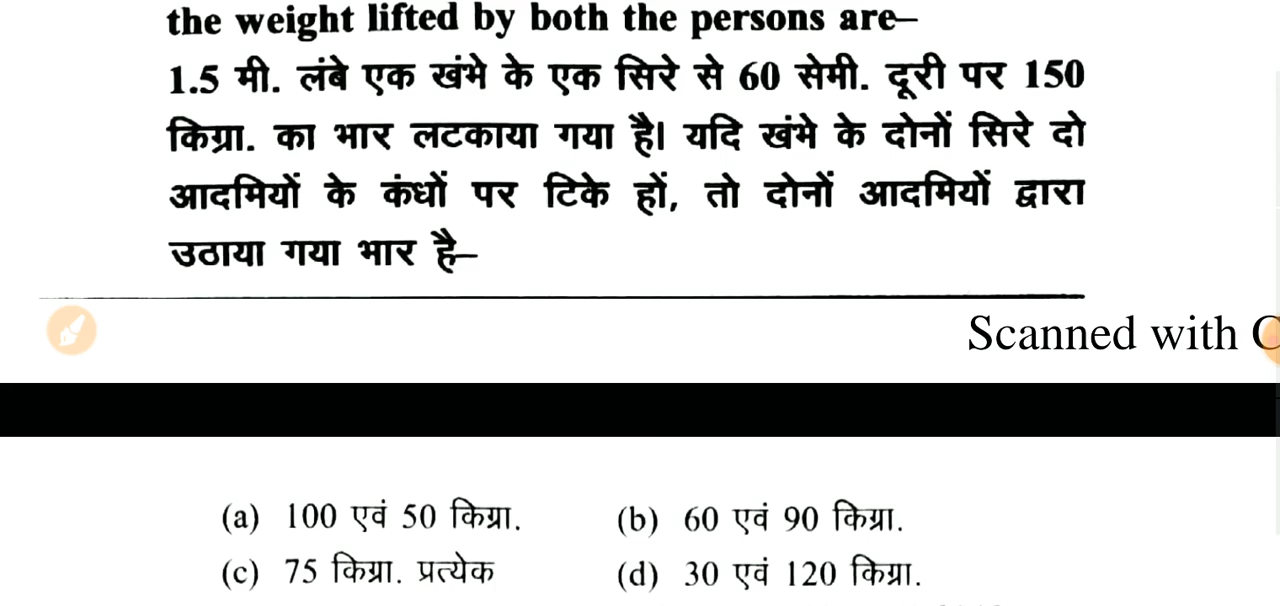 the weight lifted by both the persons are–
1.5 मी. लंबे एक खंभे के एक सिरे से 60 सेमी. दूरी पर 150
किग्रा. का भार लटकाया गया है। यदि खंभे के दोनों सिरे दो
आदमियों के कंधों पर टिके हों, तो दोनों आदमियों द्वारा
उठाया गया भार है–
Scanned with
(a) 100 एवं 50 किग्रा. (b) 60 एवं 90 किग्रा.
(c) 75 किग्रा. प्रत्येक (d) 30 एवं 120 किग्रा.